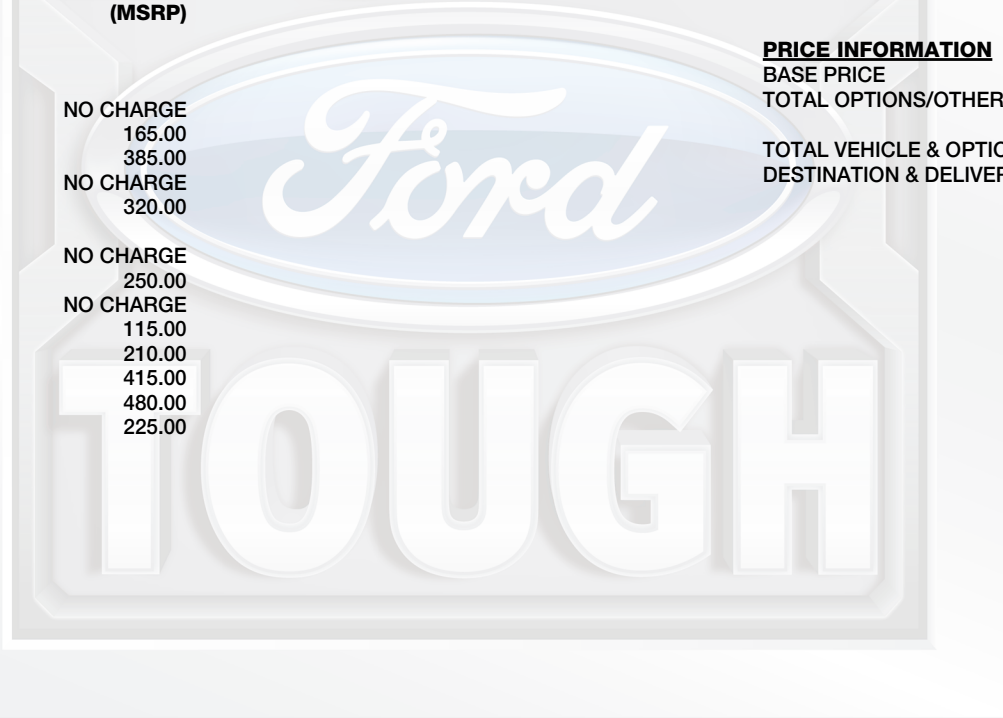 (MSRP)
NO CHARGE
165.00
385.00
NO CHARGE
320.00
NO CHARGE
250.00
NO CHARGE
115.00
210.00
415.00
480.00
225.00
PRICE INFORMATION
BASE PRICE
TOTAL OPTIONS/OTHER
TOTAL VEHICLE & OPTIO
DESTINATION & DELIVER
Ford
TOUGH